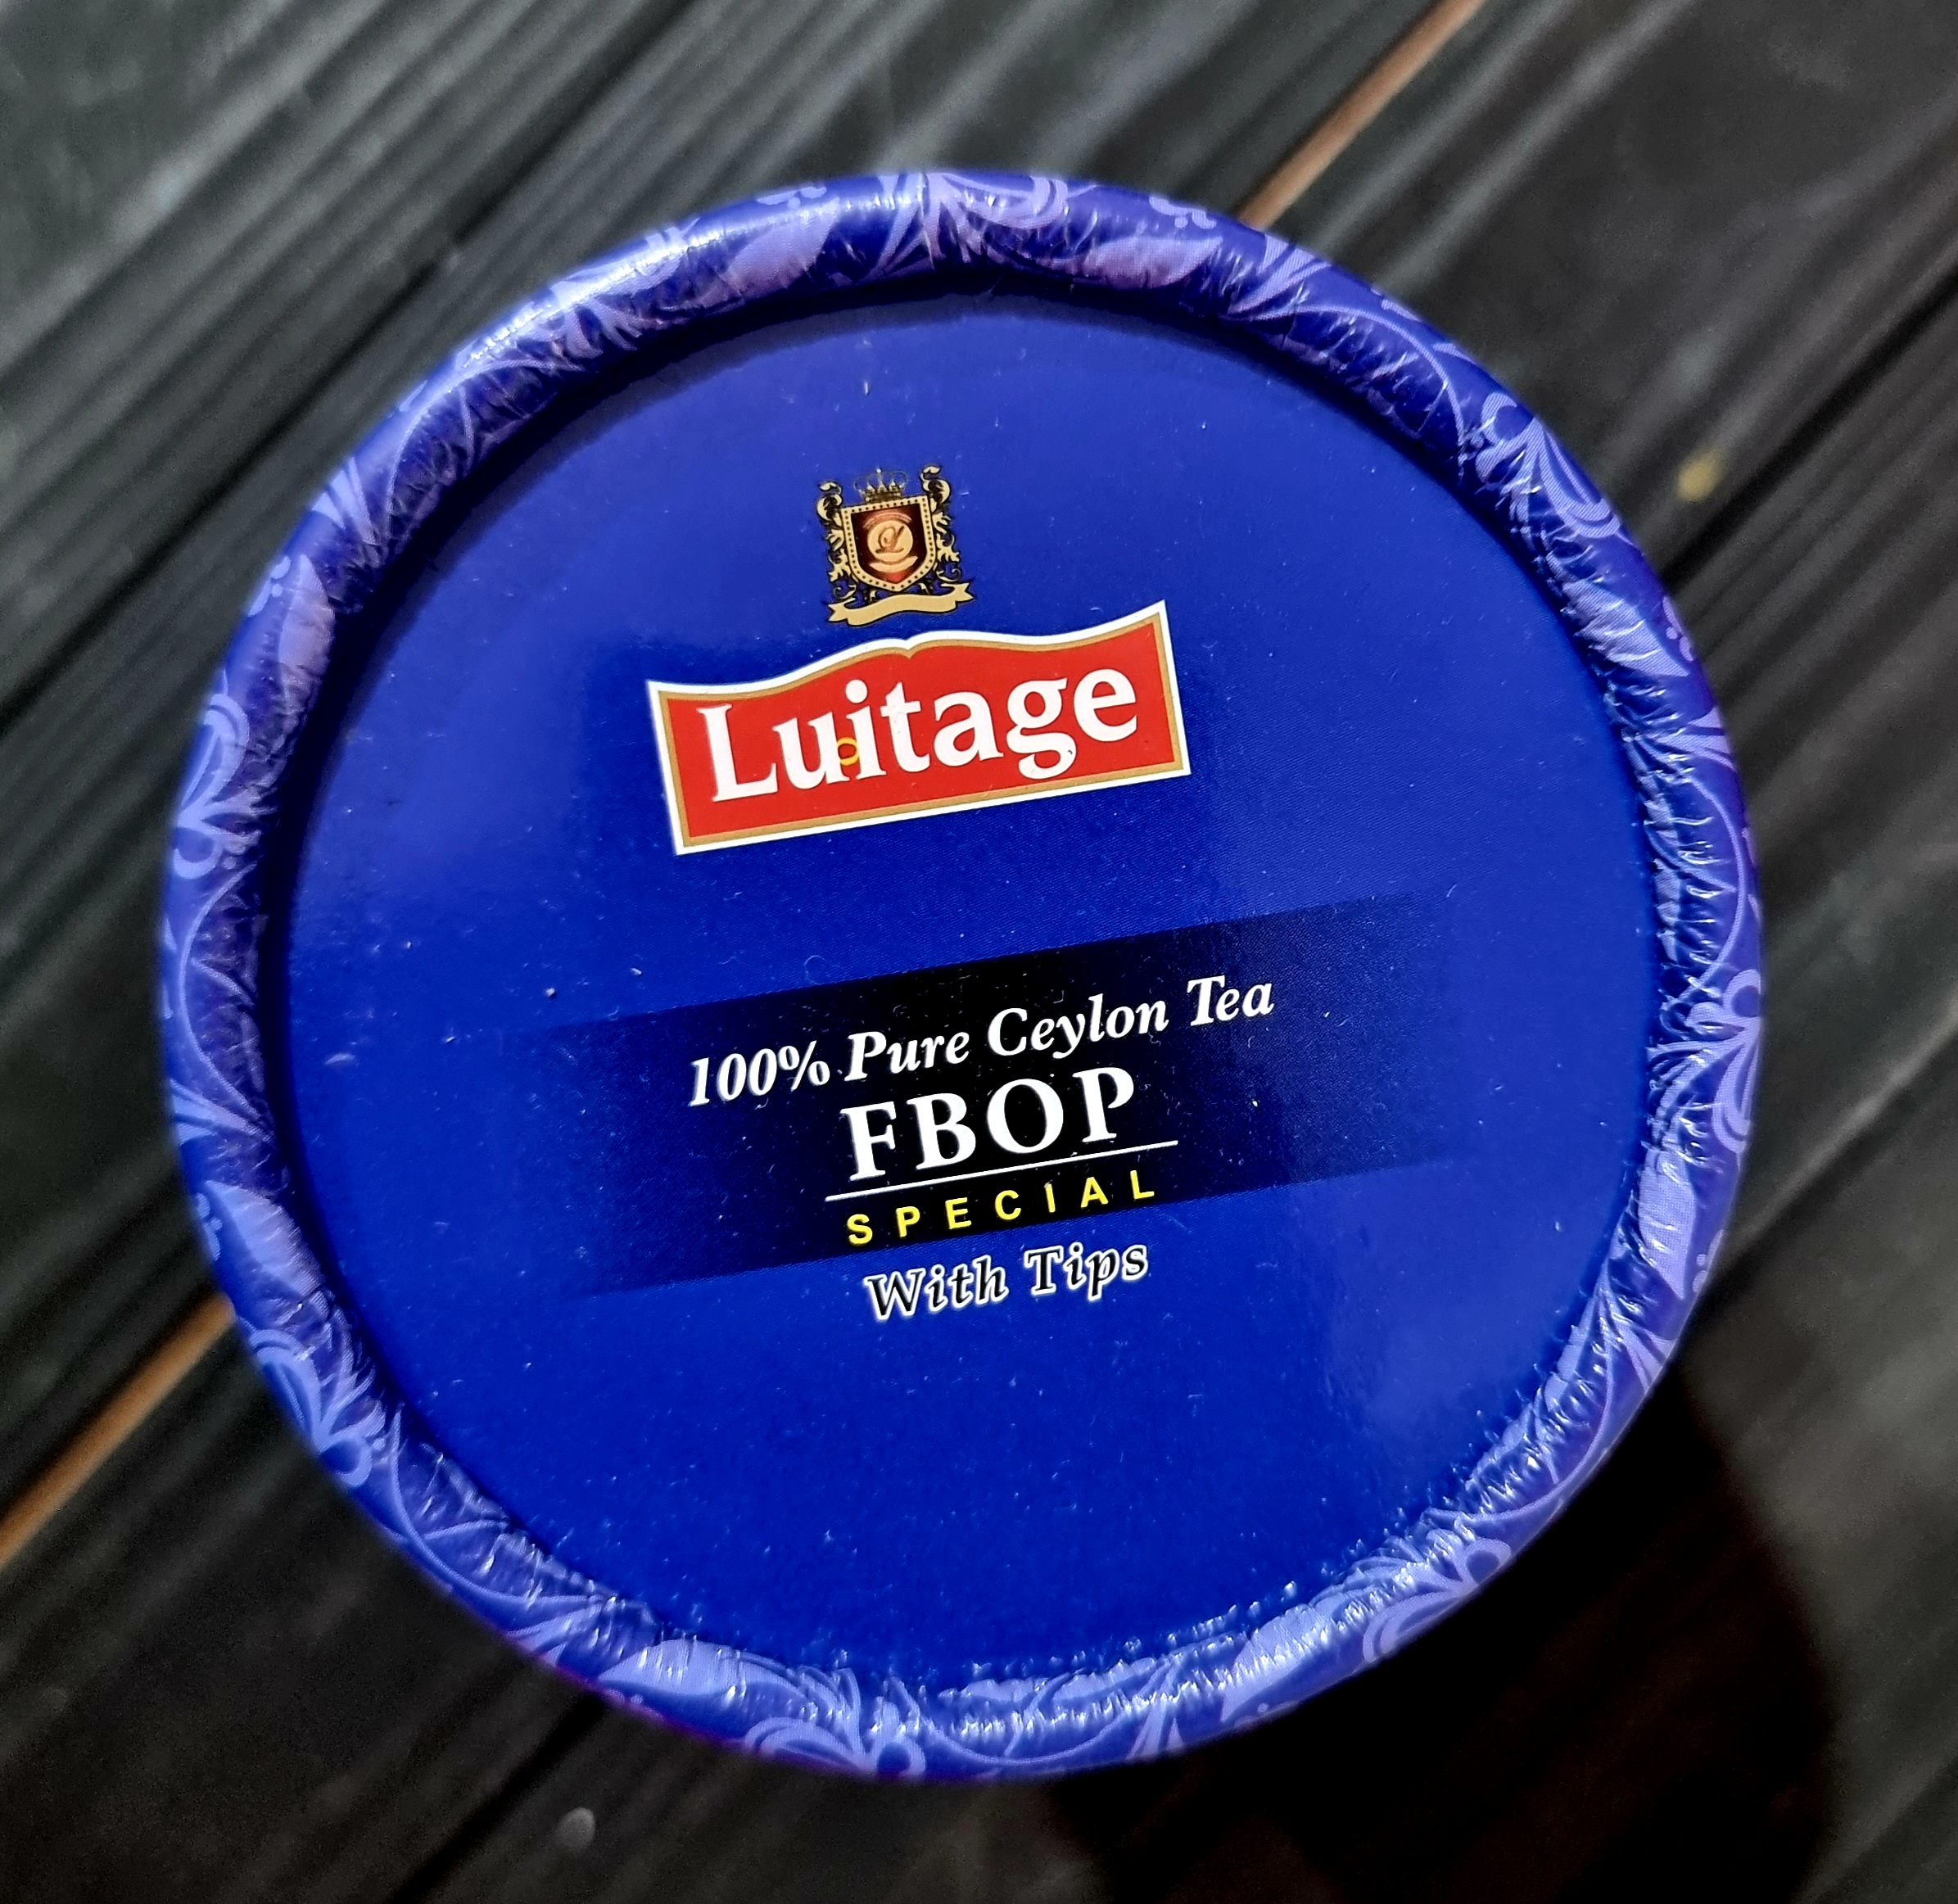 Luitage
100% Pure Ceylon Tea
FBOP
SPECIAL
With Tips